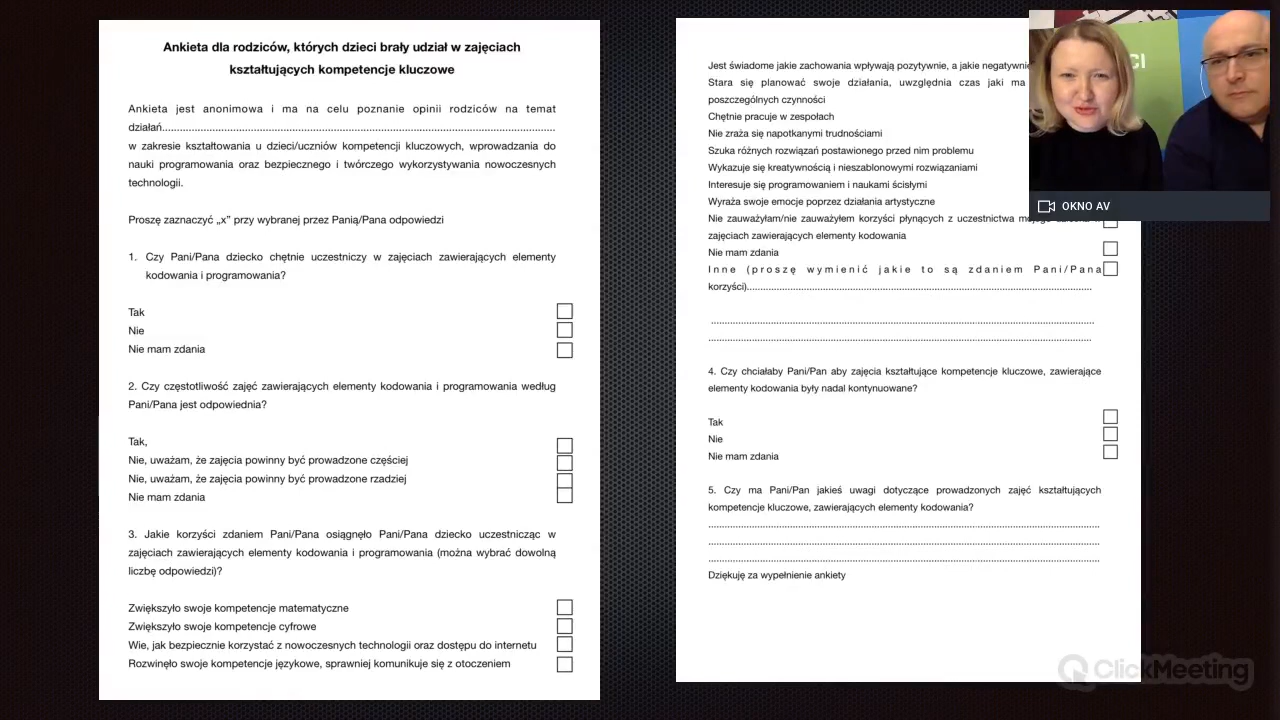 Ankieta dla rodziców, których dzieci brały udział w zajęciach
kształtujących kompetencje kluczowe
Ankieta jest anonimowa i ma na celu poznanie opinii rodziców na temat
działań....................................................................................................................................
w zakresie kształtowania u dzieci/uczniów kompetencji kluczowych, wprowadzania do
nauki programowania oraz bezpiecznego i twórczego wykorzystywania nowoczesnych
technologii.
Proszę zaznaczyć „x” przy wybranej przez Panią/Pana odpowiedzi
1. Czy Pani/Pana dziecko chętnie uczestniczy w zajęciach zawierających elementy
kodowania i programowania?
Tak
Nie
Nie mam zdania
2. Czy częstotliwość zajęć zawierających elementy kodowania i programowania według
Pani/Pana jest odpowiednia?
Tak,
Nie, uważam, że zajęcia powinny być prowadzone częściej
Nie, uważam, że zajęcia powinny być prowadzone rzadziej
Nie mam zdania
3. Jakie korzyści zdaniem Pani/Pana osiągnęło Pani/Pana dziecko uczestnicząc w
zajęciach zawierających elementy kodowania i programowania (można wybrać dowolną
liczbę odpowiedzi)?
Zwiększyło swoje kompetencje matematyczne
Zwiększyło swoje kompetencje cyfrowe
Wie, jak bezpiecznie korzystać z nowoczesnych technologii oraz dostępu do internetu
Rozwinęło swoje kompetencje językowe, sprawniej komunikuje się z otoczeniem
Jest świadome jakie zachowania wpływają pozytywnie, a jakie negatywnie
Stara się planować swoje działania, uwzględnia czas jaki ma
poszczególnych czynności
Chętnie pracuje w zespołach
Nie zraża się napotkanymi trudnościami
Szuka różnych rozwiązań postawionego przed nim problemu
Wykazuje się kreatywnością i nieszablonowymi rozwiązaniami
Interesuje się programowaniem i naukami ścisłymi
Wyraża swoje emocje poprzez działania artystyczne
Nie zauważyłam/nie zauważyłem korzyści płynących z uczestnictwa
zajęciach zawierających elementy kodowania
Nie mam zdania
Inne (proszę wymienić jakie to są zdaniem Pani/Pana
korzyści)....................................................................................................................
................................................................................................................................
................................................................................................................................
4. Czy chciałaby Pani/Pan aby zajęcia kształtujące kompetencje kluczowe, zawierające
elementy kodowania były nadal kontynuowane?
Tak
Nie
Nie mam zdania
5. Czy ma Pani/Pan jakieś uwagi dotyczące prowadzonych zajęć kształtujących
kompetencje kluczowe, zawierających elementy kodowania?
...................................................................................................................................
...................................................................................................................................
...................................................................................................................................
Dziękuję za wypełnienie ankiety
CI
OKNO AV
ClickMeeting